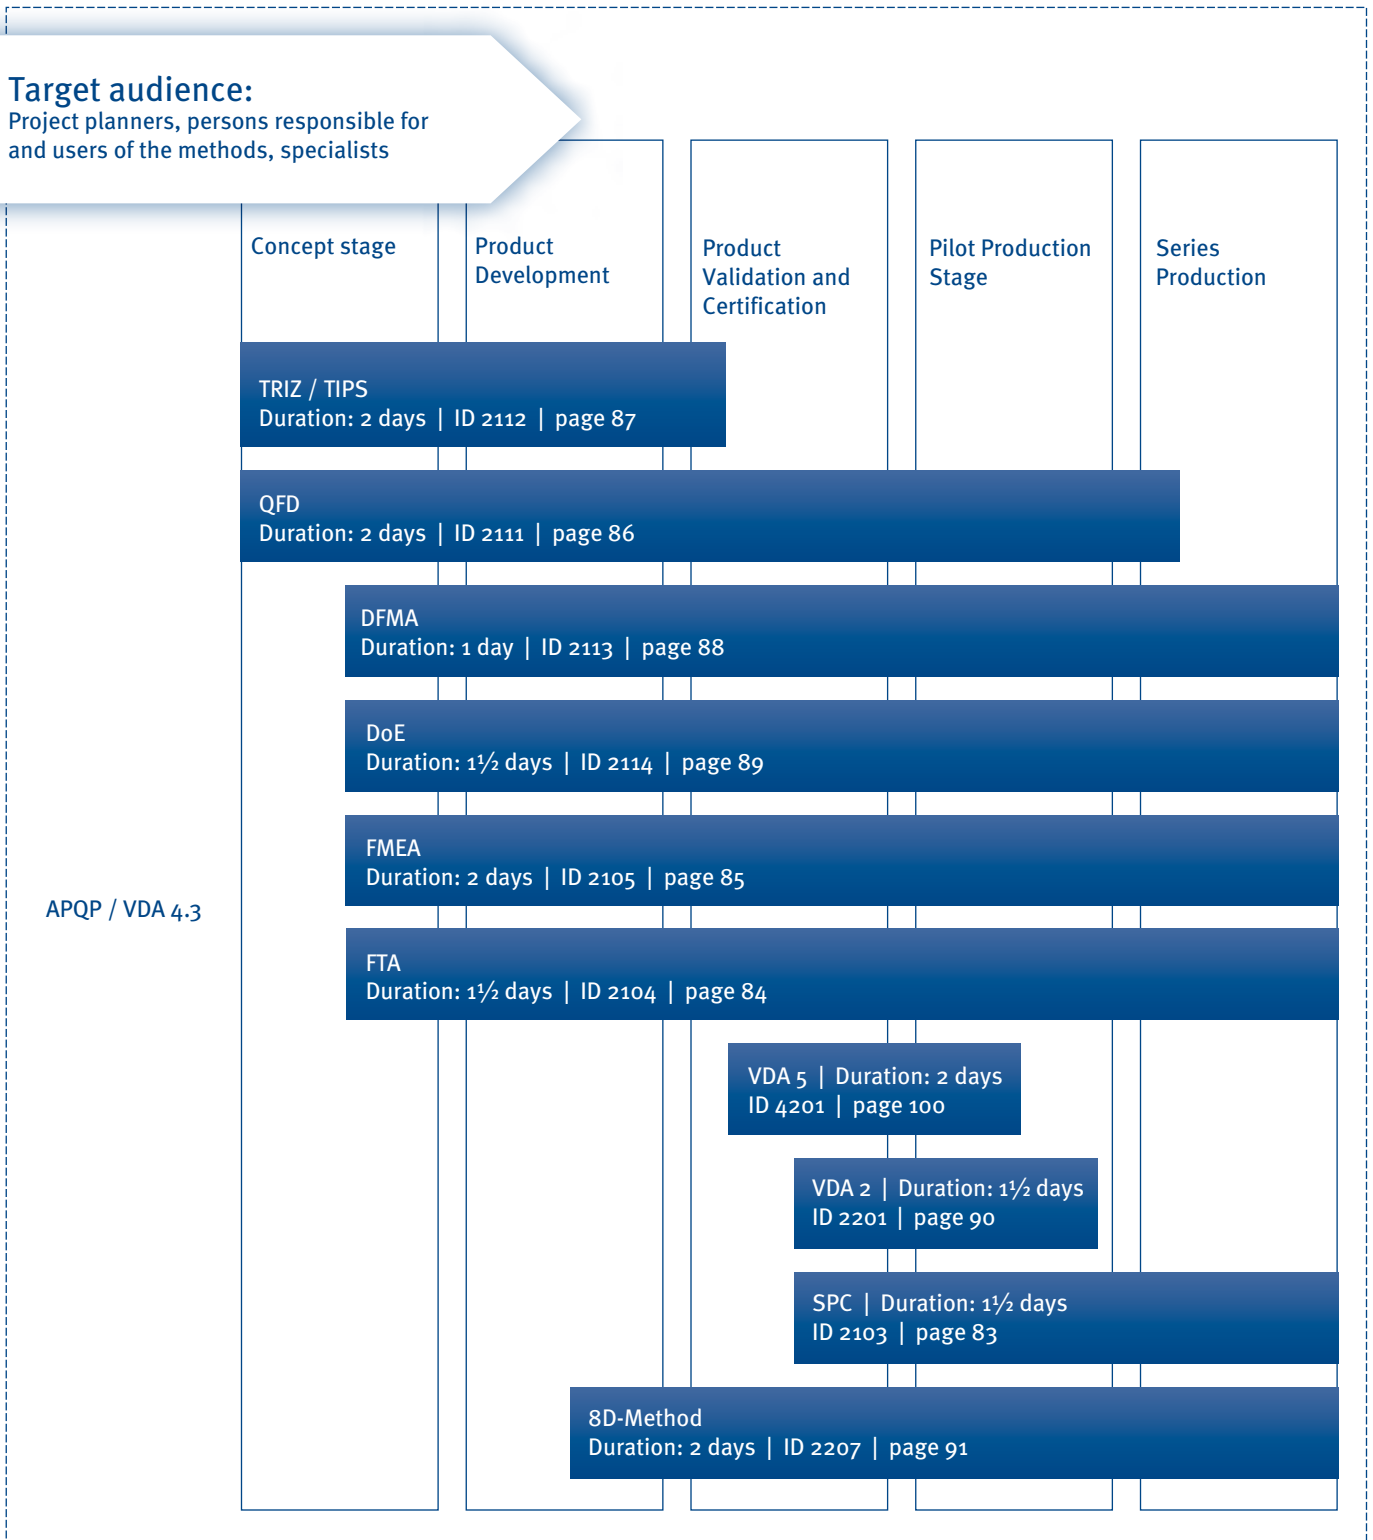 Target audience:
Project planners, persons responsible for
and users of the methods, specialists
Concept stage
Product
Development
Product
Validation and
Certification
Pilot Production
Stage
Series
Production
TRIZ / TIPS
Duration: 2 days | ID 2112 | page 87
QFD
Duration: 2 days | ID 2111 | page 86
DFMA
Duration: 1 day | ID 2113 | page 88
DoE
Duration: 1½ days | ID 2114 | page 89
FMEA
Duration: 2 days | ID 2105 | page 85
APQP / VDA 4.3
FTA
Duration: 1½ days | ID 2104 | page 84
VDA 5 | Duration: 2 days
ID 4201 | page 100
VDA 2 | Duration: 1½ days
ID 2201 | page 90
SPC | Duration: 1½ days
ID 2103 | page 83
8D-Method
Duration: 2 days | ID 2207 | page 91